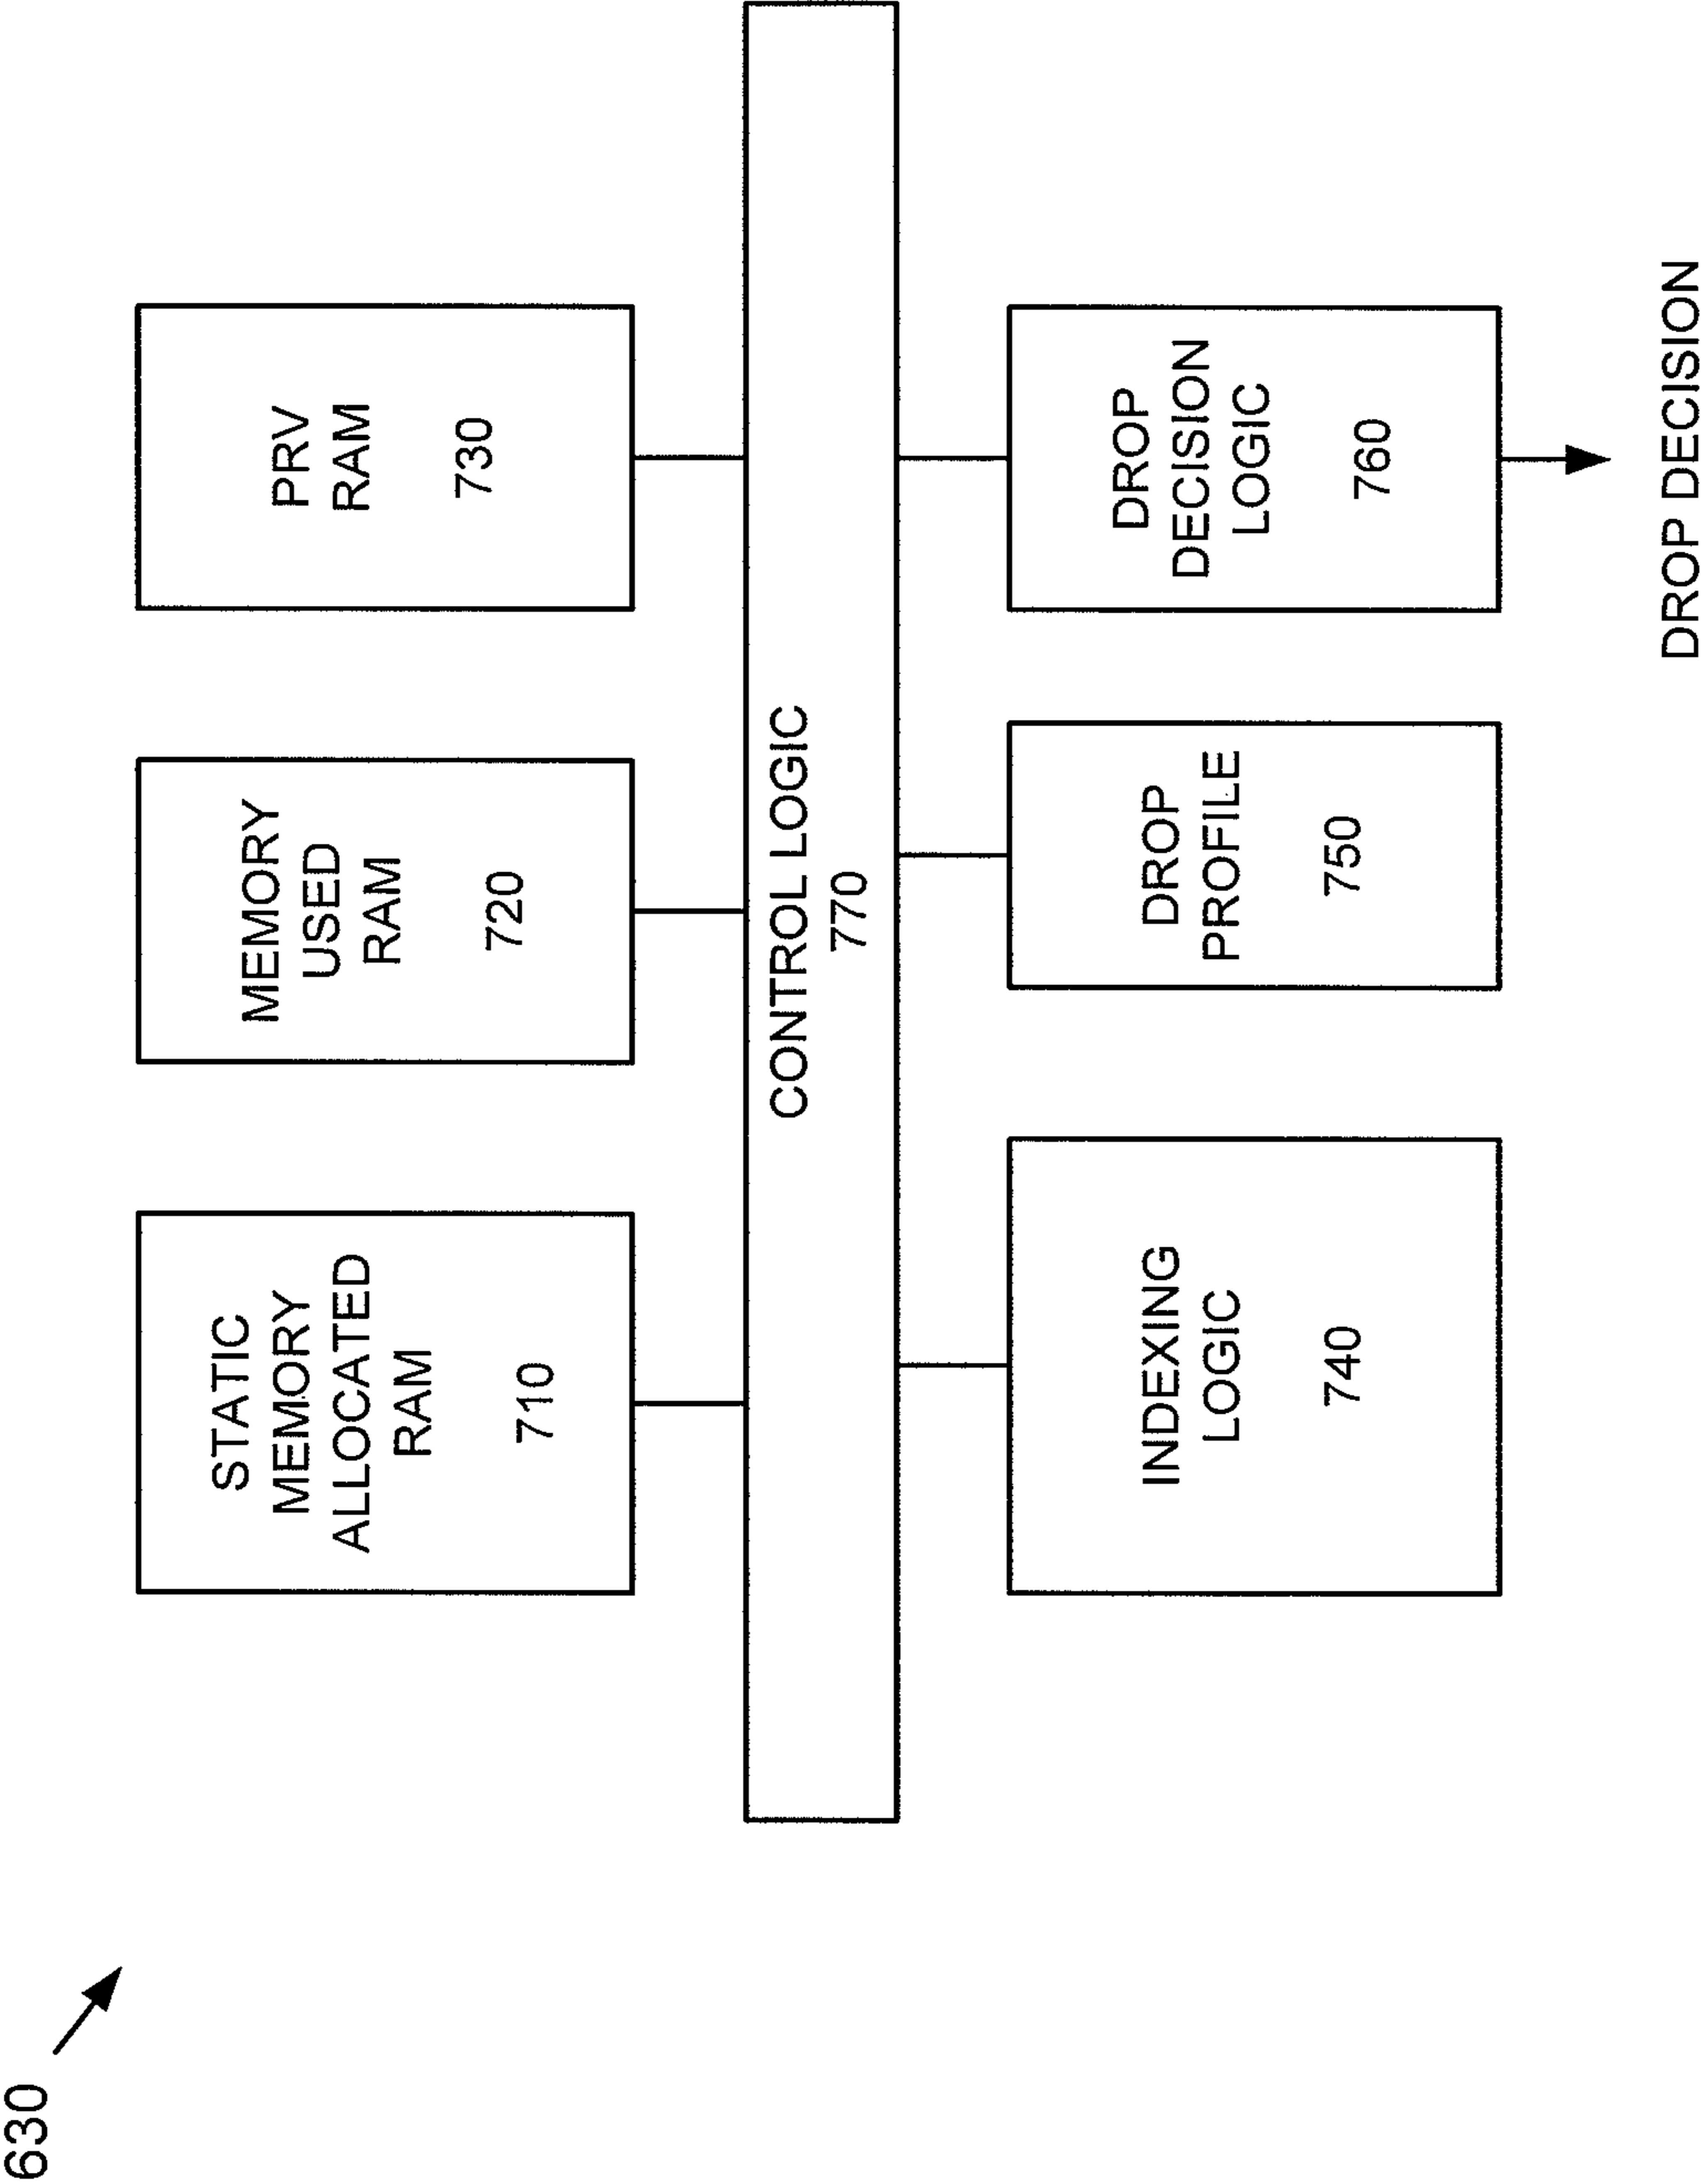 630
STATIC
MEMORY
ALLOCATED
RAM
710
MEMORY
USED
RAM
720
PRV
RAM
730
CONTROL LOGIC
770
INDEXING
LOGIC
740
DROP
PROFILE
750
DROP
DECISION
LOGIC
760
DROP DECISION